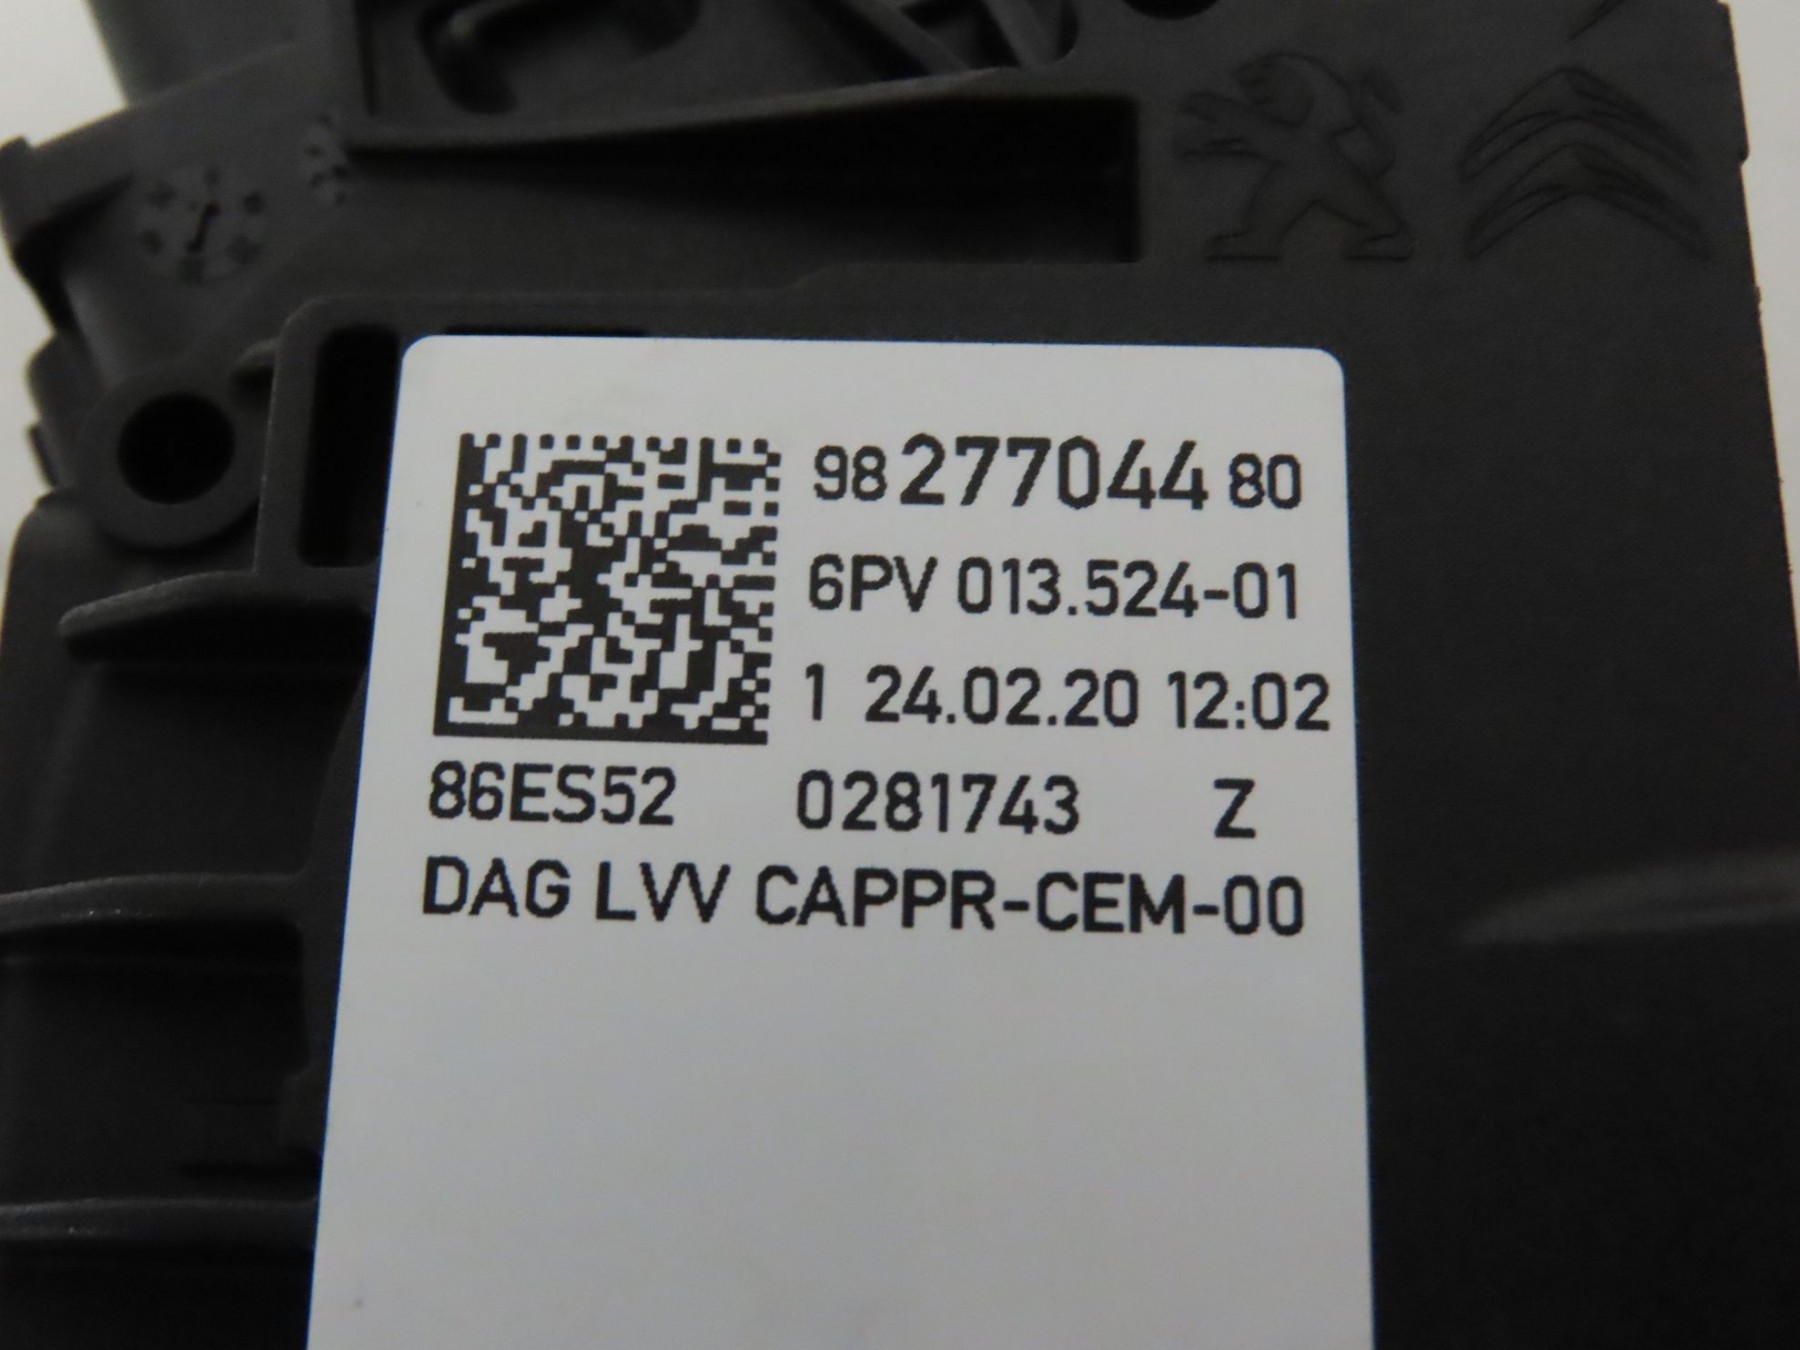 98 277044 80
6PV 013.524-01
1 24.02.20 12:02
86ES52 0281743 Z
DAG LVV CAPPR-CEM-00